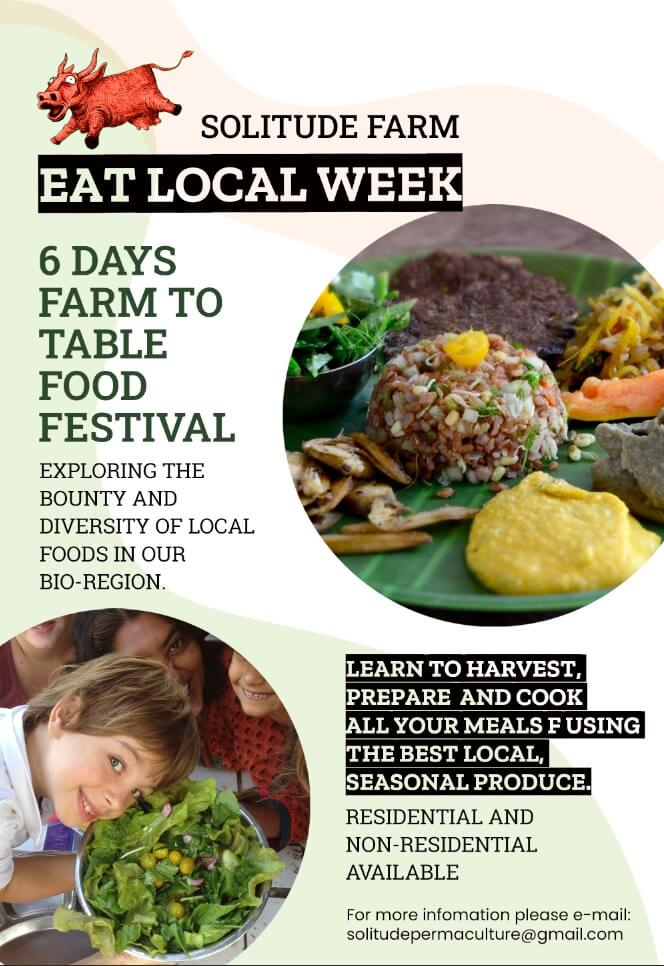 SOLITUDE FARM
EAT LOCAL WEEK
6 DAYS
FARM TO
TABLE
FOOD
FESTIVAL
EXPLORING THE
BOUNTY AND
DIVERSITY OF LOCAL
FOODS IN OUR
BIO-REGION.
LEARN TO HARVEST,
PREPARE AND COOK
ALL YOUR MEALS F USING
THE BEST LOCAL,
SEASONAL PRODUCE.
RESIDENTIAL AND
NON-RESIDENTIAL
AVAILABLE
For more infomation please e-mail:
solitudepermaculture@gmail.com